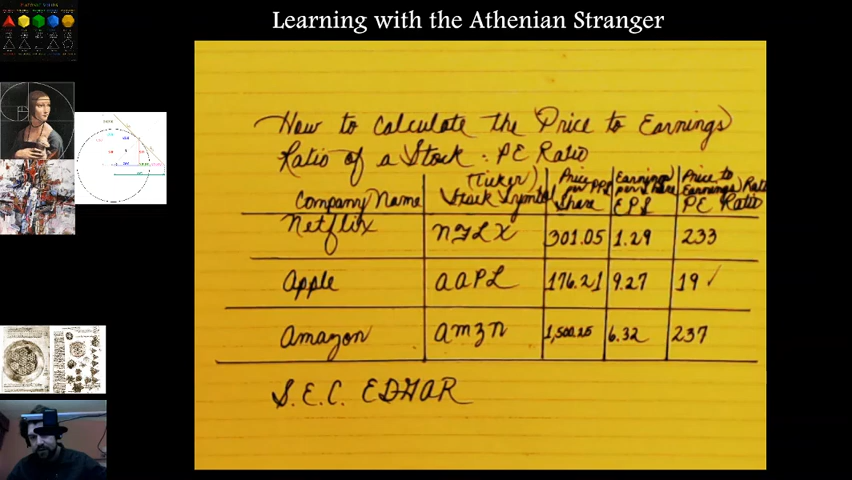 Learning with the Athenian Stranger
How to Calculate the Price to Earnings
Ratio of a Stock : PE Ratio
Company Name | (Ticker) Stock Symbol | Price per PPS Share | Earnings per Share EPS | Price to Earnings Ratio PE Ratio
Netflix | NFLX | 301.05 | 1.29 | 233
Apple | AAPL | 176.21 | 9.27 | 19 ✓
Amazon | AMZN | 1,500.25 | 6.32 | 237
S.E.C. EDGAR